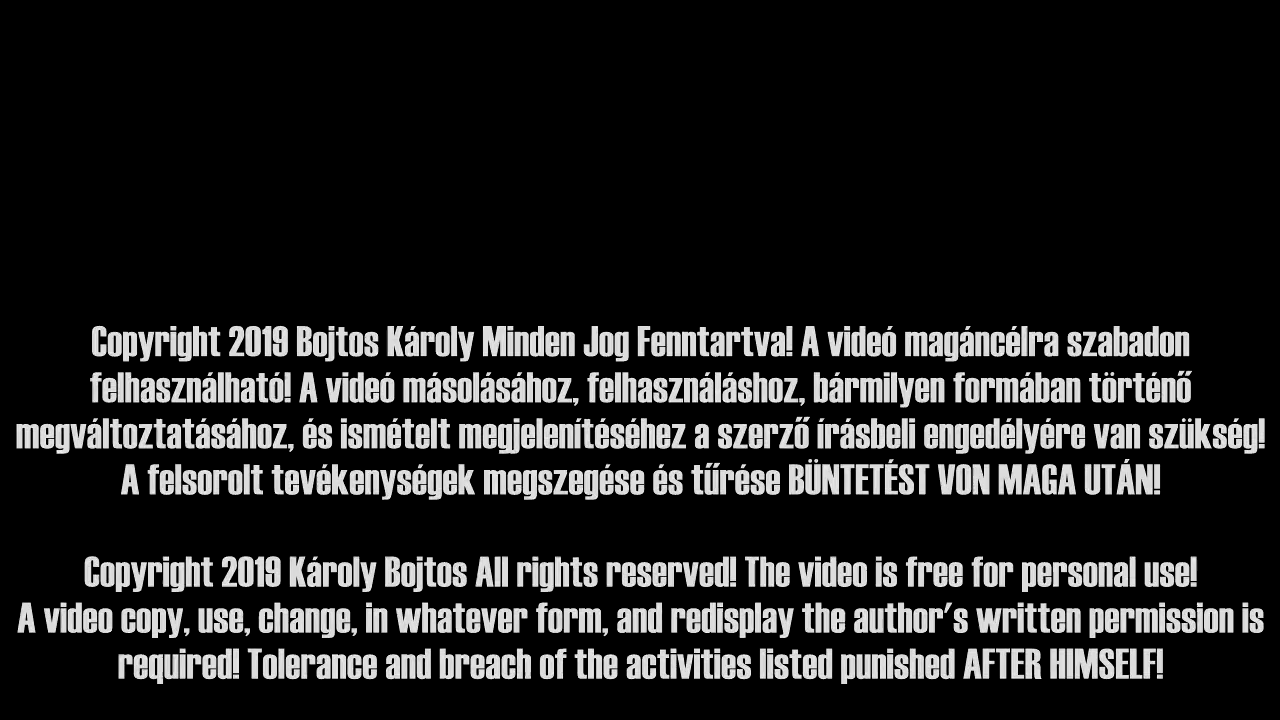 Copyright 2019 Bojtos Károly Minden Jog Fenntartva! A videó magáncélra szabadon
felhasználható! A videó másolásához, felhasználáshoz, bármilyen formában történő
megváltoztatásához, és ismételt megjelenítéséhez a szerző írásbeli engedélyére van szükség!
A felsorolt tevékenységek megszegése és tűrése BÜNTETÉST VON MAGA UTÁN!
Copyright 2019 Károly Bojtos All rights reserved! The video is free for personal use!
A video copy, use, change, in whatever form, and redisplay the author's written permission is
required! Tolerance and breach of the activities listed punished AFTER HIMSELF!